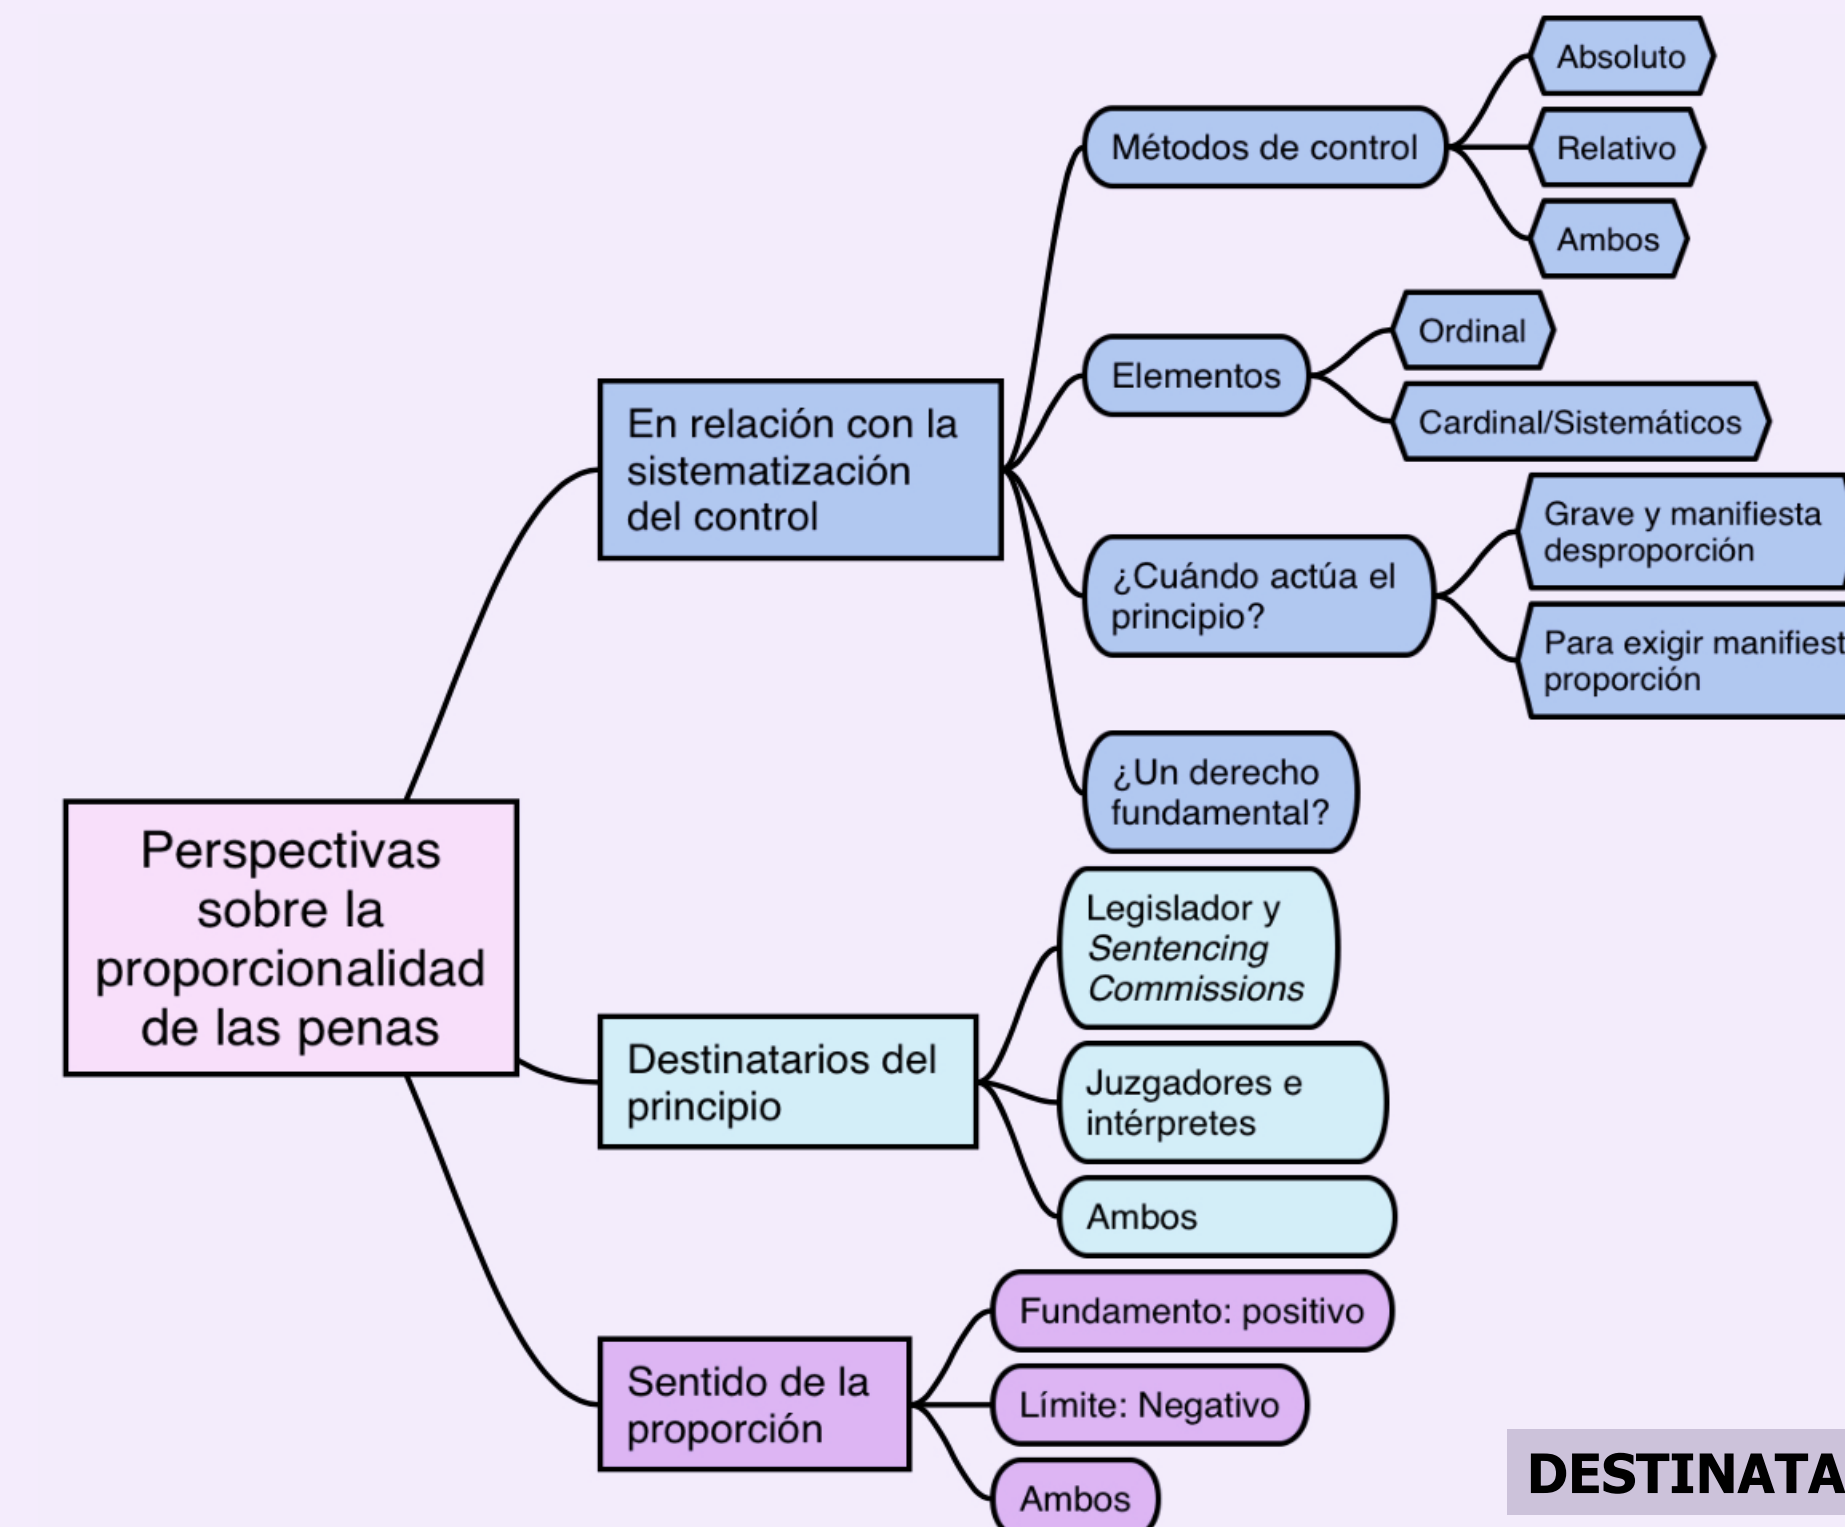 Absoluto
Métodos de control
Relativo
Ambos
Ordinal
Elementos
Cardinal/Sistemáticos
En relación con la
sistematización
del control
Grave y manifiesta
desproporción
¿Cuándo actúa el
principio?
Para exigir manifiest
proporción
¿Un derecho
fundamental?
Perspectivas
sobre la
proporcionalidad
de las penas
Legislador y
Sentencing
Commissions
Destinatarios del
principio
Juzgadores e
intérpretes
Ambos
Fundamento: positivo
Sentido de la
proporción
Límite: Negativo
Ambos
DESTINATA